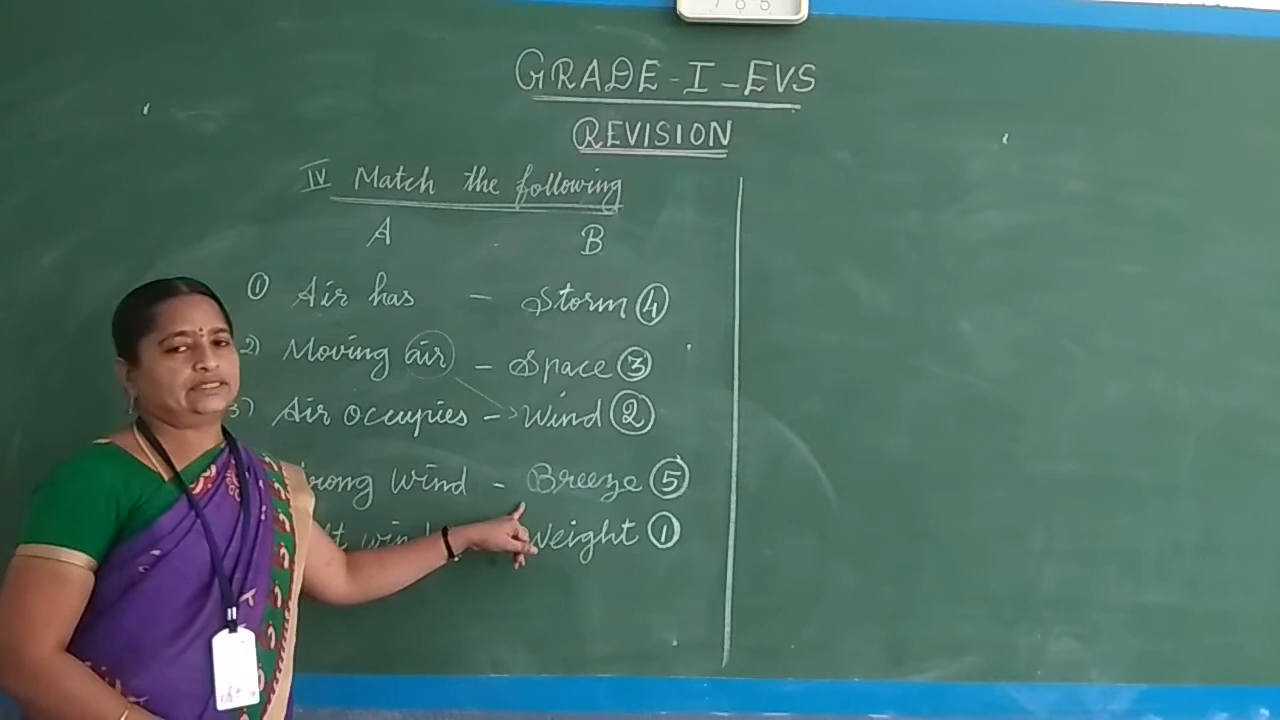 GRADE-I-EVS
REVISION
IV Match the following
A B
① Air has - Storm ④
2) Moving air - Space ③
3) Air occupies - Wind ②
wind - Breeze ⑤
Weight ①